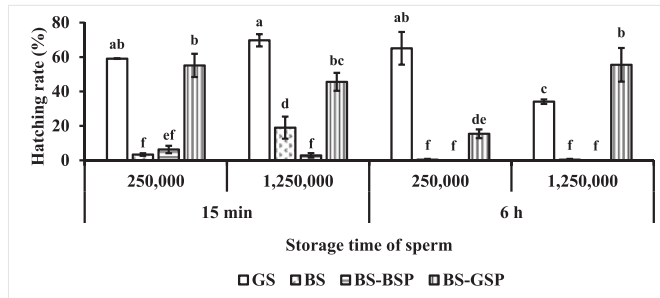 80
60
40
20
0
Hatching rate (%)
ab f ef b a d f bc ab f f de c f f b
250,000 1,250,000 250,000 1,250,000
15 min 6 h
Storage time of sperm
GS BS BS-BSP BS-GSP